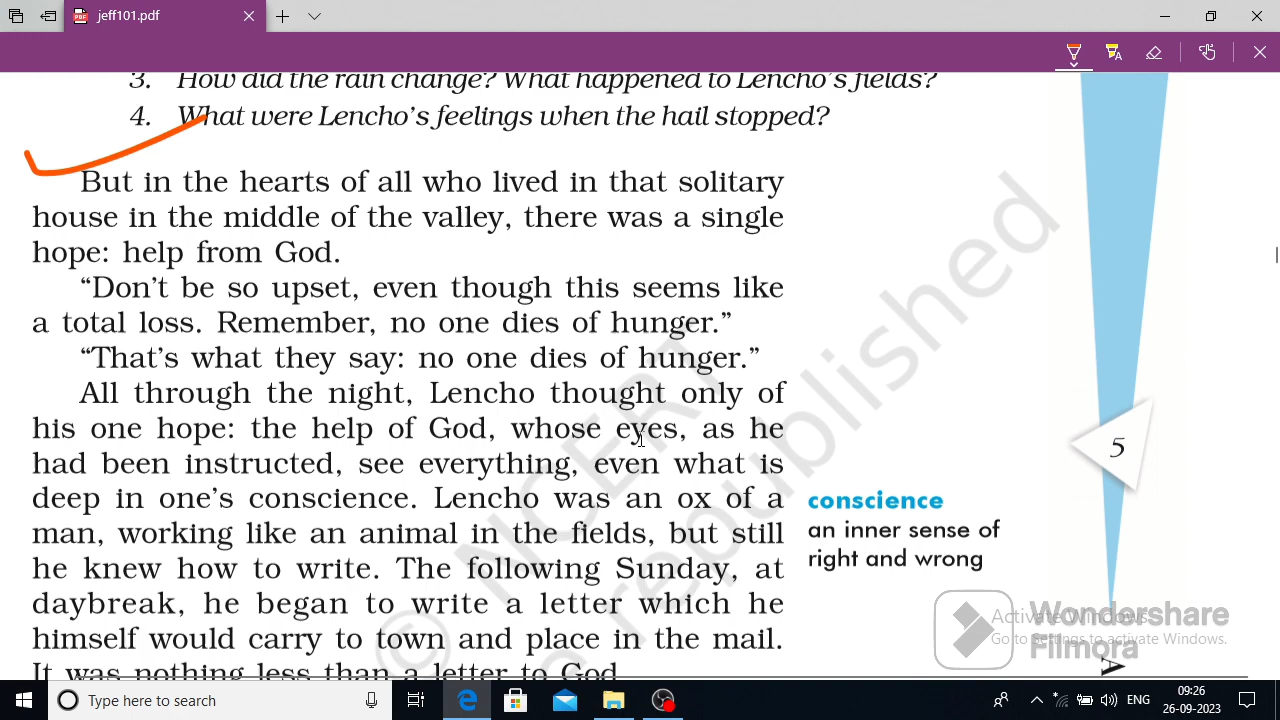 jeff101.pdf
3. How did the rain change? What happened to Lencho's fields?
4. What were Lencho's feelings when the hail stopped?
But in the hearts of all who lived in that solitary
house in the middle of the valley, there was a single
hope: help from God.
“Don't be so upset, even though this seems like
a total loss. Remember, no one dies of hunger.”
“That's what they say: no one dies of hunger.”
All through the night, Lencho thought only of
his one hope: the help of God, whose eyes, as he
had been instructed, see everything, even what is
deep in one's conscience. Lencho was an ox of a
man, working like an animal in the fields, but still
he knew how to write. The following Sunday, at
daybreak, he began to write a letter which he
himself would carry to town and place in the mail.
It was nothing less than a letter to God.
5
conscience
an inner sense of
right and wrong
A
© NCERT
republished
Wondershare
Filmora
Activate Windows
Go to Settings to activate Windows.
Type here to search
ENG
09:26
26-09-2023